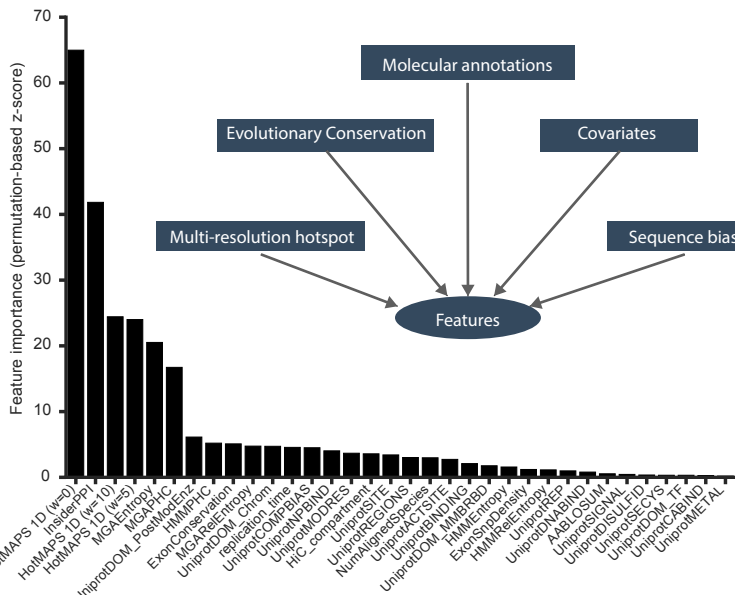 70
60
50
40
30
20
10
0
Feature importance (permutation-based z-score)
Molecular annotations
Evolutionary Conservation
Covariates
Multi-resolution hotspot
Sequence bias
Features
otMAPS 1D (w=0)
InsiderPPI
HotMAPS 1D (w=10)
HotMAPS 1D (w=5)
MGAEntropy
MGAPHC
UniprotDOM_PostModEnz
HMMPHC
ExonConservation
MGARelEntropy
UniprotDOM_Chrom
replication_time
UniprotCOMPBIAS
UniprotNPBIND
UniprotMODRES
HiC_compartment
UniprotSITE
UniprotREGIONS
NumAlignedSpecies
UniprotACTSITE
UniprotBINDING
UniprotDOM_MMBRBD
HMMEntropy
ExonSnpDensity
HMMRelEntropy
UniprotREP
UniprotDNABIND
AABLOSUM
UniprotSIGNAL
UniprotDISULFID
UniprotSECYS
UniprotDOM_TF
UniprotCABIND
UniprotMETAL